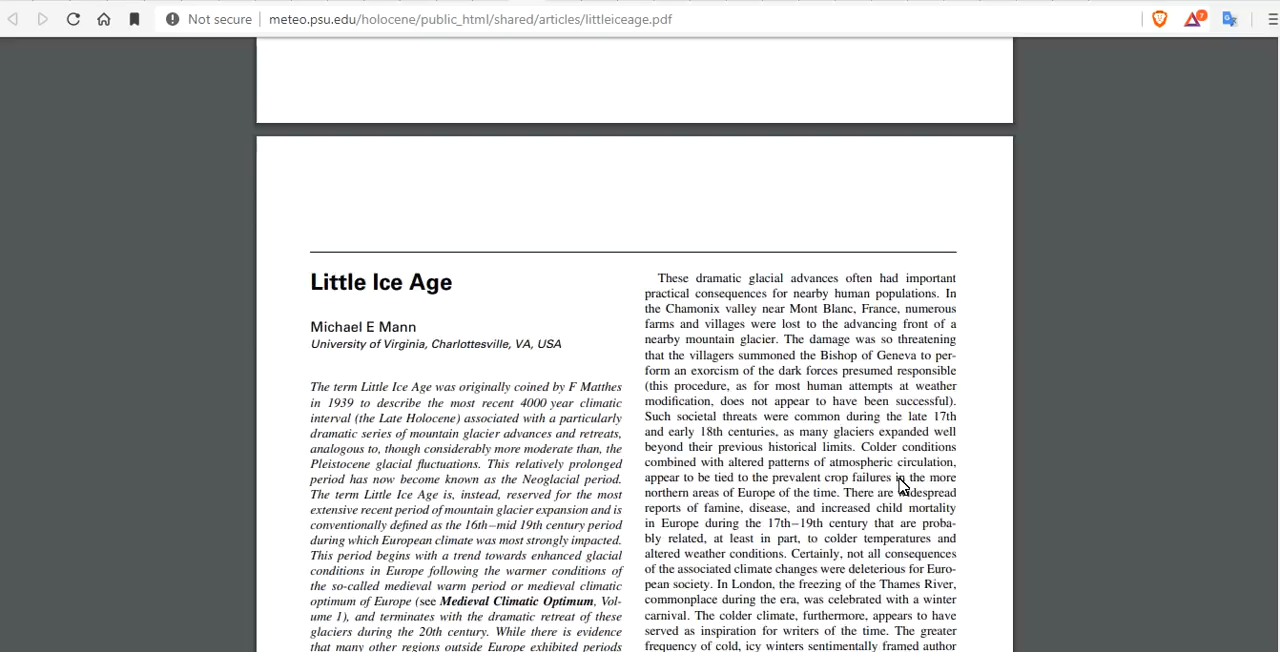 Not secure meteo.psu.edu/holocene/public_html/shared/articles/littleiceage.pdf
7
Little Ice Age
Michael E Mann
University of Virginia, Charlottesville, VA, USA
The term Little Ice Age was originally coined by F Matthes
in 1939 to describe the most recent 4000 year climatic
interval (the Late Holocene) associated with a particularly
dramatic series of mountain glacier advances and retreats,
analogous to, though considerably more moderate than, the
Pleistocene glacial fluctuations. This relatively prolonged
period has now become known as the Neoglacial period.
The term Little Ice Age is, instead, reserved for the most
extensive recent period of mountain glacier expansion and is
conventionally defined as the 16th–mid 19th century period
during which European climate was most strongly impacted.
This period begins with a trend towards enhanced glacial
conditions in Europe following the warmer conditions of
the so-called medieval warm period or medieval climatic
optimum of Europe (see Medieval Climatic Optimum, Vol-
ume 1), and terminates with the dramatic retreat of these
glaciers during the 20th century. While there is evidence
that many other regions outside Europe exhibited periods
These dramatic glacial advances often had important
practical consequences for nearby human populations. In
the Chamonix valley near Mont Blanc, France, numerous
farms and villages were lost to the advancing front of a
nearby mountain glacier. The damage was so threatening
that the villagers summoned the Bishop of Geneva to per-
form an exorcism of the dark forces presumed responsible
(this procedure, as for most human attempts at weather
modification, does not appear to have been successful).
Such societal threats were common during the late 17th
and early 18th centuries, as many glaciers expanded well
beyond their previous historical limits. Colder conditions
combined with altered patterns of atmospheric circulation,
appear to be tied to the prevalent crop failures in the more
northern areas of Europe of the time. There are widespread
reports of famine, disease, and increased child mortality
in Europe during the 17th–19th century that are proba-
bly related, at least in part, to colder temperatures and
altered weather conditions. Certainly, not all consequences
of the associated climate changes were deleterious for Euro-
pean society. In London, the freezing of the Thames River,
commonplace during the era, was celebrated with a winter
carnival. The colder climate, furthermore, appears to have
served as inspiration for writers of the time. The greater
frequency of cold, icy winters sentimentally framed author